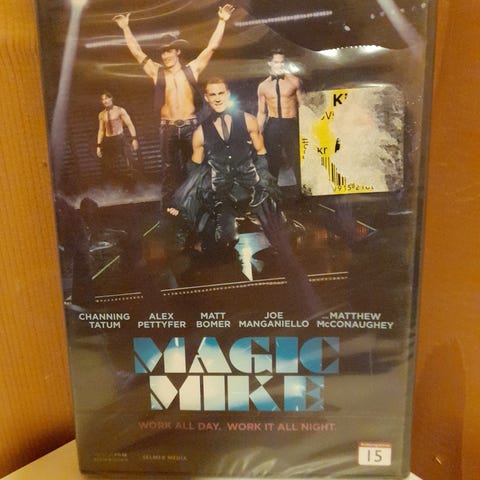 K
Kr
CHANNING TATUM
ALEX PETTYFER
MATT BOMER
JOE MANGANIELLO
MATTHEW McCONAUGHEY
MAGIC
MIKE
WORK ALL DAY. WORK IT ALL NIGHT.
SELMER MEDIA
15